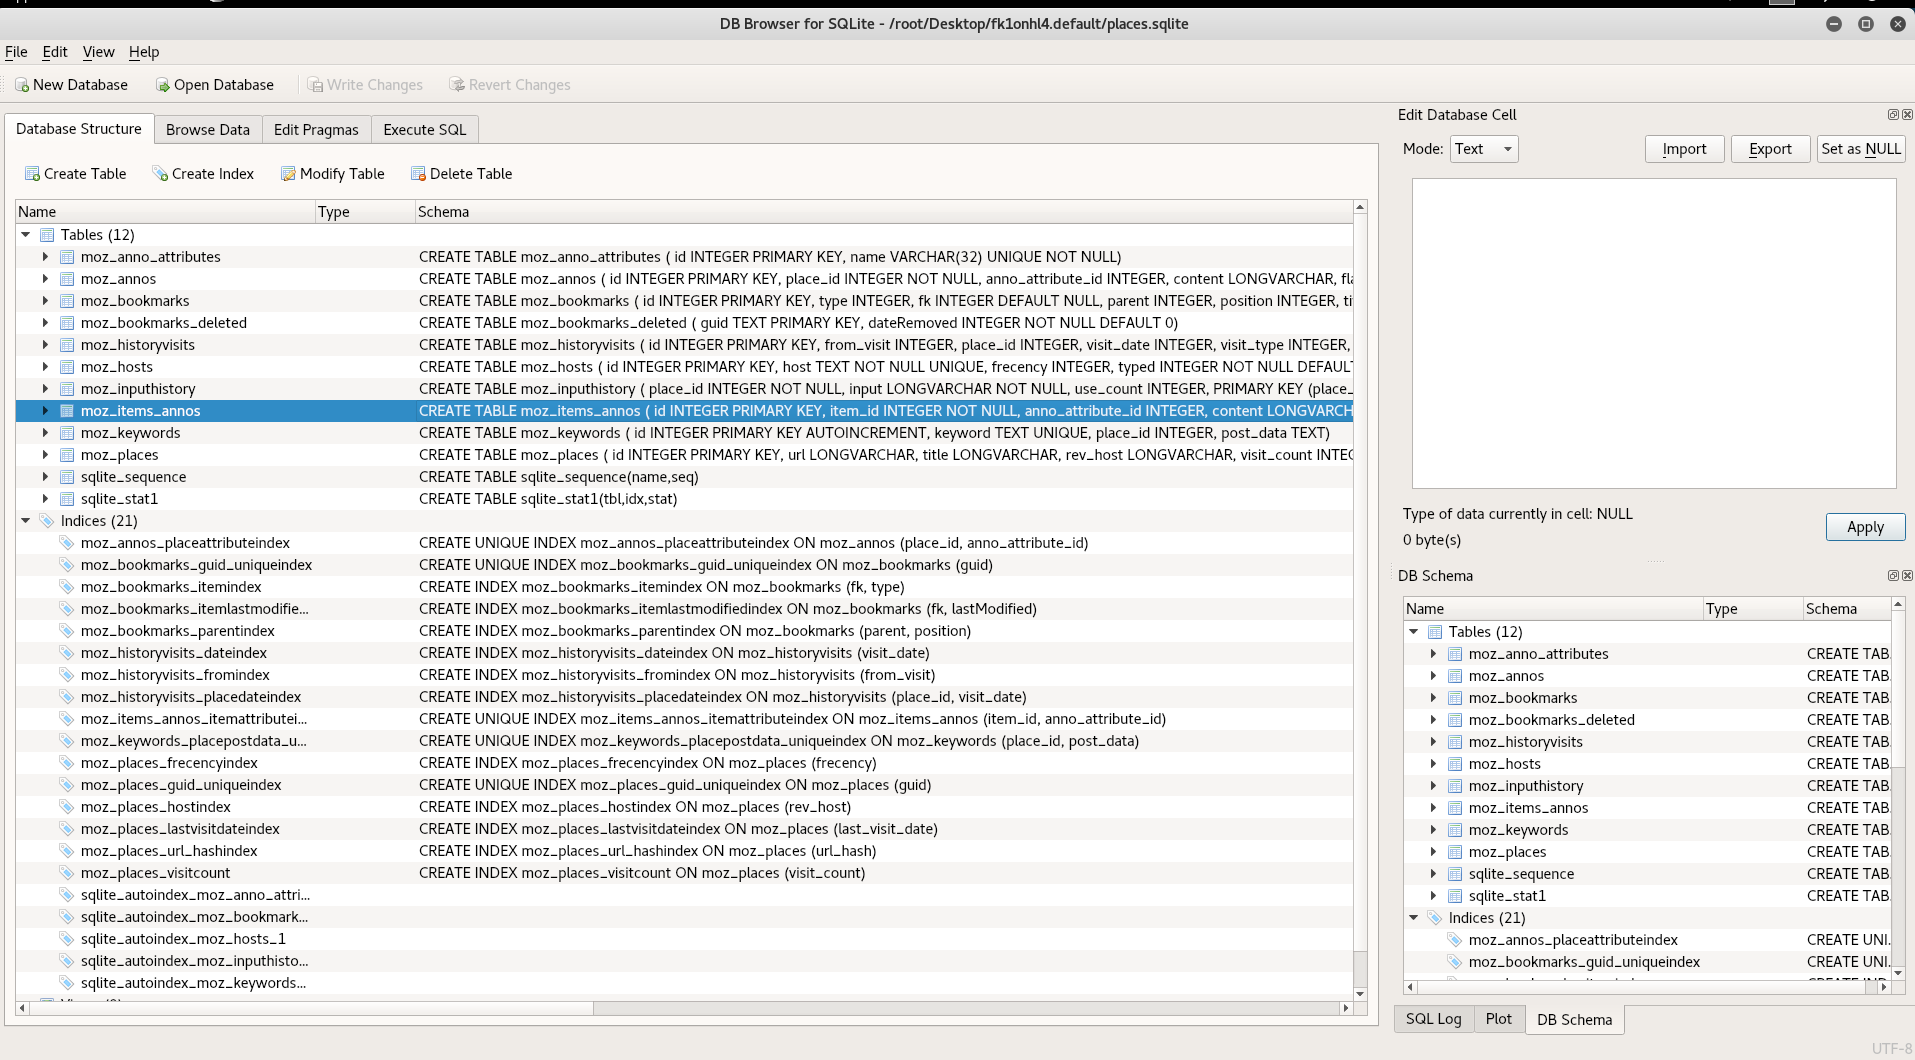 DB Browser for SQLite - /root/Desktop/fk1onhl4.default/places.sqlite
File Edit View Help
New Database Open Database Write Changes Revert Changes
Database Structure Browse Data Edit Pragmas Execute SQL
Create Table Create Index Modify Table Delete Table
Name Type Schema
Tables (12)
moz_anno_attributes CREATE TABLE moz_anno_attributes ( id INTEGER PRIMARY KEY, name VARCHAR(32) UNIQUE NOT NULL)
moz_annos CREATE TABLE moz_annos ( id INTEGER PRIMARY KEY, place_id INTEGER NOT NULL, anno_attribute_id INTEGER, content LONGVARCHAR, fla
moz_bookmarks CREATE TABLE moz_bookmarks ( id INTEGER PRIMARY KEY, type INTEGER, fk INTEGER DEFAULT NULL, parent INTEGER, position INTEGER, ti
moz_bookmarks_deleted CREATE TABLE moz_bookmarks_deleted ( guid TEXT PRIMARY KEY, dateRemoved INTEGER NOT NULL DEFAULT 0)
moz_historyvisits CREATE TABLE moz_historyvisits ( id INTEGER PRIMARY KEY, from_visit INTEGER, place_id INTEGER, visit_date INTEGER, visit_type INTEGER,
moz_hosts CREATE TABLE moz_hosts ( id INTEGER PRIMARY KEY, host TEXT NOT NULL UNIQUE, frecency INTEGER, typed INTEGER NOT NULL DEFAULT
moz_inputhistory CREATE TABLE moz_inputhistory ( place_id INTEGER NOT NULL, input LONGVARCHAR NOT NULL, use_count INTEGER, PRIMARY KEY (place_
moz_items_annos CREATE TABLE moz_items_annos ( id INTEGER PRIMARY KEY, item_id INTEGER NOT NULL, anno_attribute_id INTEGER, content LONGVARCH
moz_keywords CREATE TABLE moz_keywords ( id INTEGER PRIMARY KEY AUTOINCREMENT, keyword TEXT UNIQUE, place_id INTEGER, post_data TEXT)
moz_places CREATE TABLE moz_places ( id INTEGER PRIMARY KEY, url LONGVARCHAR, title LONGVARCHAR, rev_host LONGVARCHAR, visit_count INTEG
sqlite_sequence CREATE TABLE sqlite_sequence(name,seq)
sqlite_stat1 CREATE TABLE sqlite_stat1(tbl,idx,stat)
Indices (21)
moz_annos_placeattributeindex CREATE UNIQUE INDEX moz_annos_placeattributeindex ON moz_annos (place_id, anno_attribute_id)
moz_bookmarks_guid_uniqueindex CREATE UNIQUE INDEX moz_bookmarks_guid_uniqueindex ON moz_bookmarks (guid)
moz_bookmarks_itemindex CREATE INDEX moz_bookmarks_itemindex ON moz_bookmarks (fk, type)
moz_bookmarks_itemlastmodifie... CREATE INDEX moz_bookmarks_itemlastmodifiedindex ON moz_bookmarks (fk, lastModified)
moz_bookmarks_parentindex CREATE INDEX moz_bookmarks_parentindex ON moz_bookmarks (parent, position)
moz_historyvisits_dateindex CREATE INDEX moz_historyvisits_dateindex ON moz_historyvisits (visit_date)
moz_historyvisits_fromindex CREATE INDEX moz_historyvisits_fromindex ON moz_historyvisits (from_visit)
moz_historyvisits_placedateindex CREATE INDEX moz_historyvisits_placedateindex ON moz_historyvisits (place_id, visit_date)
moz_items_annos_itemattributei... CREATE UNIQUE INDEX moz_items_annos_itemattributeindex ON moz_items_annos (item_id, anno_attribute_id)
moz_keywords_placepostdata_u... CREATE UNIQUE INDEX moz_keywords_placepostdata_uniqueindex ON moz_keywords (place_id, post_data)
moz_places_frecencyindex CREATE INDEX moz_places_frecencyindex ON moz_places (frecency)
moz_places_guid_uniqueindex CREATE UNIQUE INDEX moz_places_guid_uniqueindex ON moz_places (guid)
moz_places_hostindex CREATE INDEX moz_places_hostindex ON moz_places (rev_host)
moz_places_lastvisitdateindex CREATE INDEX moz_places_lastvisitdateindex ON moz_places (last_visit_date)
moz_places_url_hashindex CREATE INDEX moz_places_url_hashindex ON moz_places (url_hash)
moz_places_visitcount CREATE INDEX moz_places_visitcount ON moz_places (visit_count)
sqlite_autoindex_moz_anno_attri...
sqlite_autoindex_moz_bookmark...
sqlite_autoindex_moz_hosts_1
sqlite_autoindex_moz_inputhisto...
sqlite_autoindex_moz_keywords...
Edit Database Cell
Mode: Text Import Export Set as NULL
Type of data currently in cell: NULL
0 byte(s)
Apply
DB Schema
Name Type Schema
Tables (12)
moz_anno_attributes CREATE TAB.
moz_annos CREATE TAB.
moz_bookmarks CREATE TAB.
moz_bookmarks_deleted CREATE TAB.
moz_historyvisits CREATE TAB.
moz_hosts CREATE TAB.
moz_inputhistory CREATE TAB.
moz_items_annos CREATE TAB.
moz_keywords CREATE TAB.
moz_places CREATE TAB.
sqlite_sequence CREATE TAB.
sqlite_stat1 CREATE TAB.
Indices (21)
moz_annos_placeattributeindex CREATE UNI.
moz_bookmarks_guid_uniqueindex CREATE UNI.
SQL Log Plot DB Schema
UTF-8